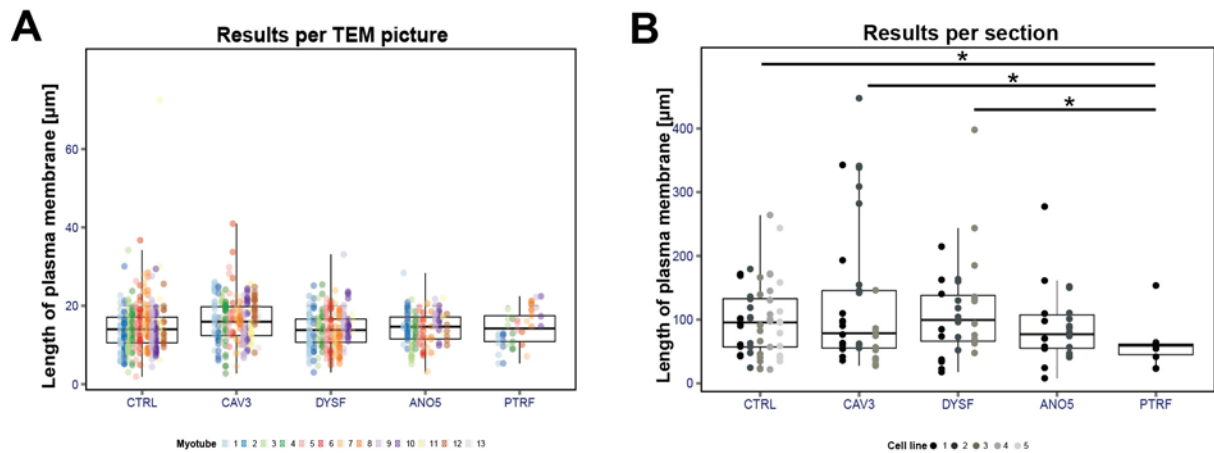 A
Results per TEM picture
Length of plasma membrane [µm]
60
40
20
0
CTRL CAV3 DYSF ANO5 PTRF
Myotube 1 2 3 4 5 6 7 8 9 10 11 12 13
B
Results per section
* 
*
*
Length of plasma membrane [µm]
400
300
200
100
0
CTRL CAV3 DYSF ANO5 PTRF
Cell line 1 2 3 4 5